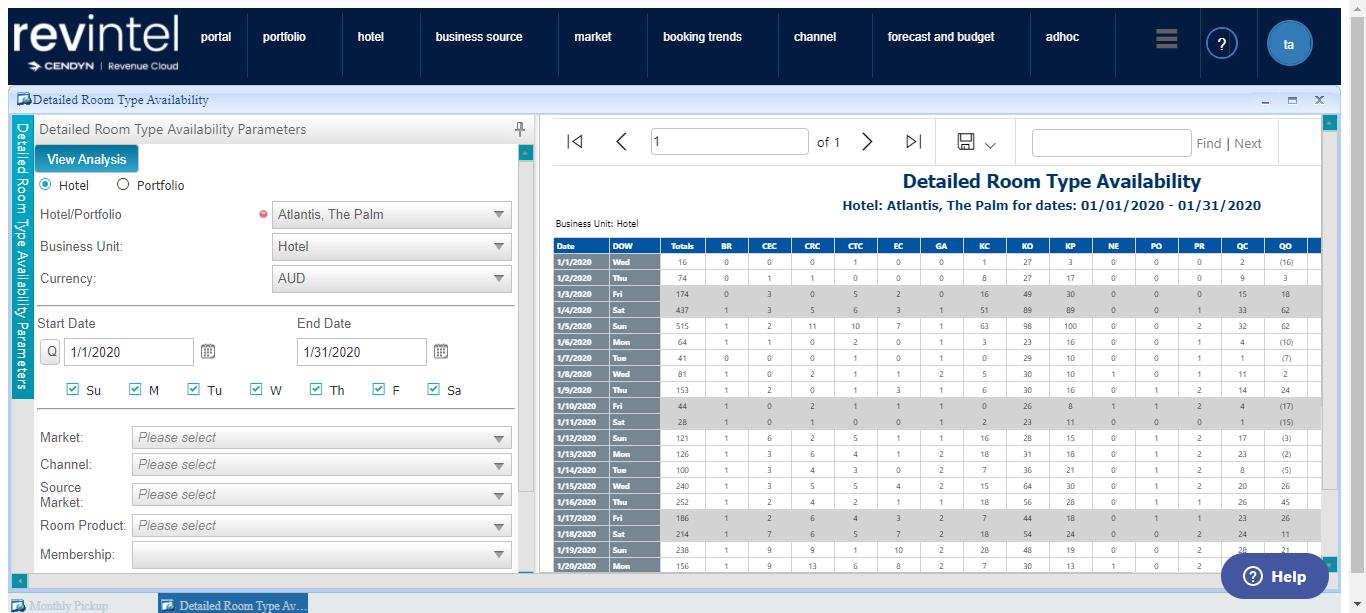 revintel
CENDYN | Revenue Cloud
portal portfolio hotel business source market booking trends channel forecast and budget adhoc ? ta
Detailed Room Type Availability
Detailed Room Type Availability Parameters
Detailed Room Type Availability Parameters
View Analysis
Hotel Portfolio
Hotel/Portfolio Atlantis, The Palm
Business Unit: Hotel
Currency: AUD
Start Date End Date
Q 1/1/2020 1/31/2020
Su M Tu W Th F Sa
Market: Please select
Channel: Please select
Source
Market: Please select
Room Product: Please select
Membership:
1 of 1 Find | Next
Detailed Room Type Availability
Hotel: Atlantis, The Palm for dates: 01/01/2020 - 01/31/2020
Business Unit: Hotel
Date DOW Totals BR CEC CRC CTC EC GA KC KO KP NE PO PR QC QO
1/1/2020 Wed 16 0 0 0 1 0 0 1 27 3 0 0 0 2 (16)
1/2/2020 Thu 74 0 1 1 0 0 0 8 27 17 0 0 0 9 3
1/3/2020 Fri 174 0 3 0 5 2 0 16 49 30 0 0 0 15 18
1/4/2020 Sat 437 1 3 5 6 3 1 51 89 89 0 0 1 33 62
1/5/2020 Sun 515 1 2 11 10 7 1 63 98 100 0 0 2 32 62
1/6/2020 Mon 64 1 1 0 2 0 1 3 23 16 0 0 1 4 (10)
1/7/2020 Tue 41 0 0 0 1 0 1 0 29 10 0 0 1 1 (7)
1/8/2020 Wed 81 1 0 2 1 1 2 5 30 10 1 0 1 11 2
1/9/2020 Thu 153 1 2 0 1 3 1 6 30 16 0 1 2 14 24
1/10/2020 Fri 44 1 0 2 1 1 1 0 26 8 1 1 2 4 (17)
1/11/2020 Sat 28 1 0 1 0 0 1 2 23 11 0 0 0 1 (15)
1/12/2020 Sun 121 1 6 2 5 1 1 16 28 15 0 1 2 17 (3)
1/13/2020 Mon 126 1 3 6 4 1 2 18 31 18 0 1 2 23 (2)
1/14/2020 Tue 100 1 3 4 3 0 2 7 36 21 0 1 2 8 (5)
1/15/2020 Wed 240 1 3 5 5 4 2 15 64 30 0 1 2 20 26
1/16/2020 Thu 252 1 2 4 2 1 1 18 56 28 0 1 1 26 45
1/17/2020 Fri 186 1 2 6 4 3 2 7 44 18 0 1 1 23 26
1/18/2020 Sat 214 1 7 6 5 7 2 18 54 24 0 0 2 24 11
1/19/2020 Sun 238 1 9 9 1 10 2 28 48 19 0 0 2 28 21
1/20/2020 Mon 156 1 9 13 6 8 2 7 30 13 1 0 2
Help
Monthly Pickup Detailed Room Type Av...